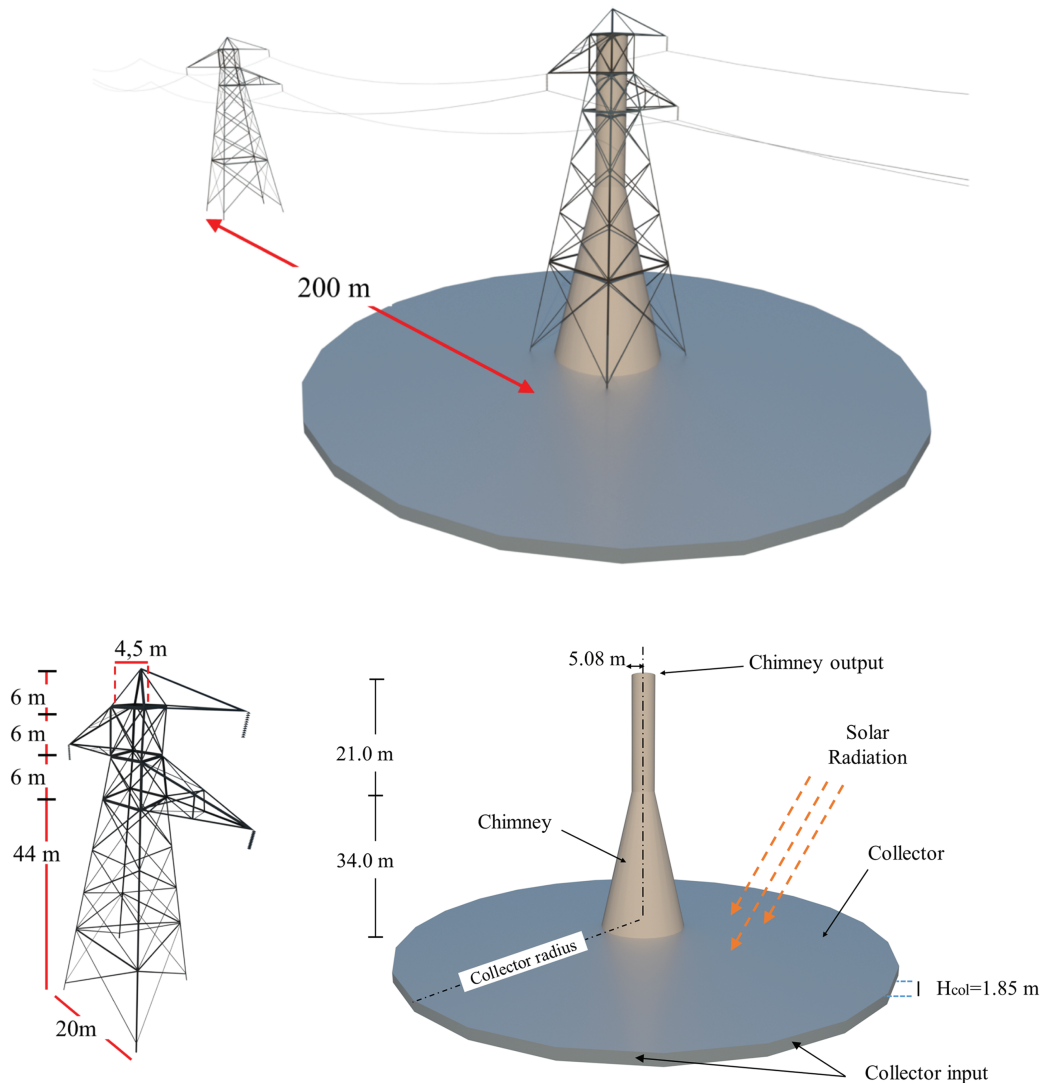 200 m
4,5 m
6 m
6 m
6 m
44 m
20m
5.08 m
Chimney output
21.0 m
Solar
Radiation
Chimney
34.0 m
Collector
Collector radius
Hcol=1.85 m
Collector input